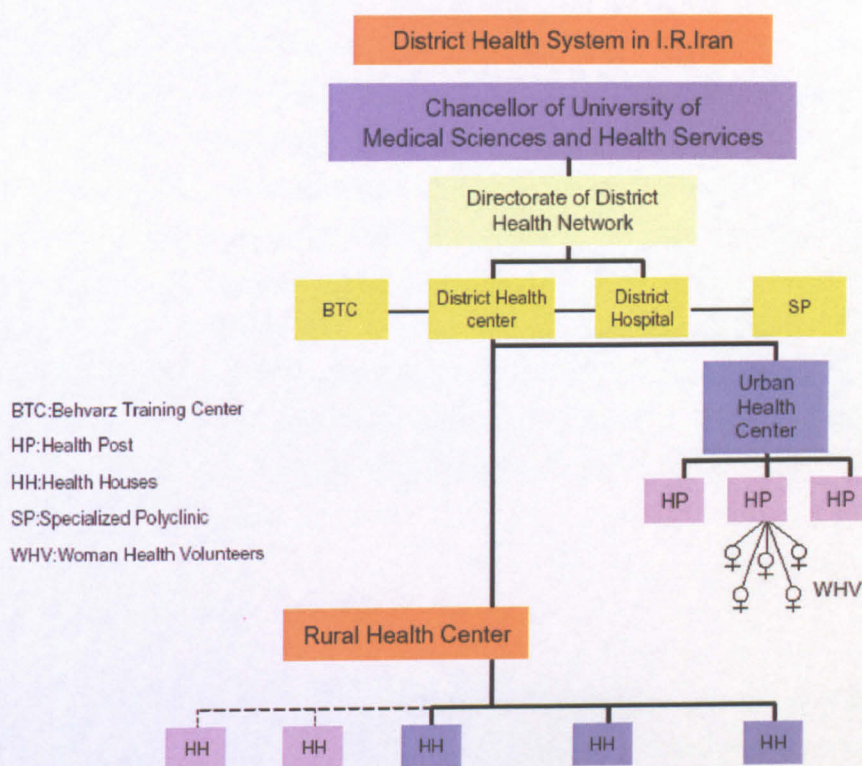 District Health System in I.R.Iran
Chancellor of University of
Medical Sciences and Health Services
Directorate of District
Health Network
BTC
District Health
center
District
Hospital
SP
Urban
Health
Center
BTC:Behvarz Training Center
HP:Health Post
HH:Health Houses
SP:Specialized Polyclinic
WHV:Woman Health Volunteers
HP
HP
HP
WHV
Rural Health Center
HH
HH
HH
HH
HH